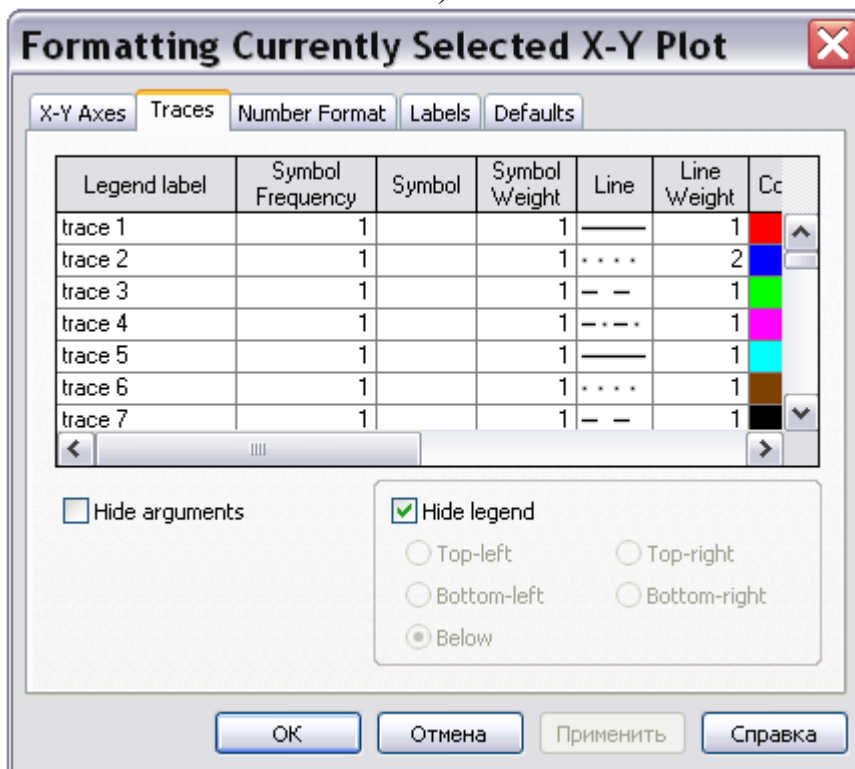 )
Formatting Currently Selected X-Y Plot
X-Y Axes Traces Number Format Labels Defaults
Legend label Symbol Frequency Symbol Symbol Weight Line Line Weight Co
trace 1 1 1 1
trace 2 1 1 2
trace 3 1 1 1
trace 4 1 1 1
trace 5 1 1 1
trace 6 1 1 1
trace 7 1 1 1
Hide arguments
Hide legend
Top-left Top-right
Bottom-left Bottom-right
Below
ОК Отмена Применить Справка